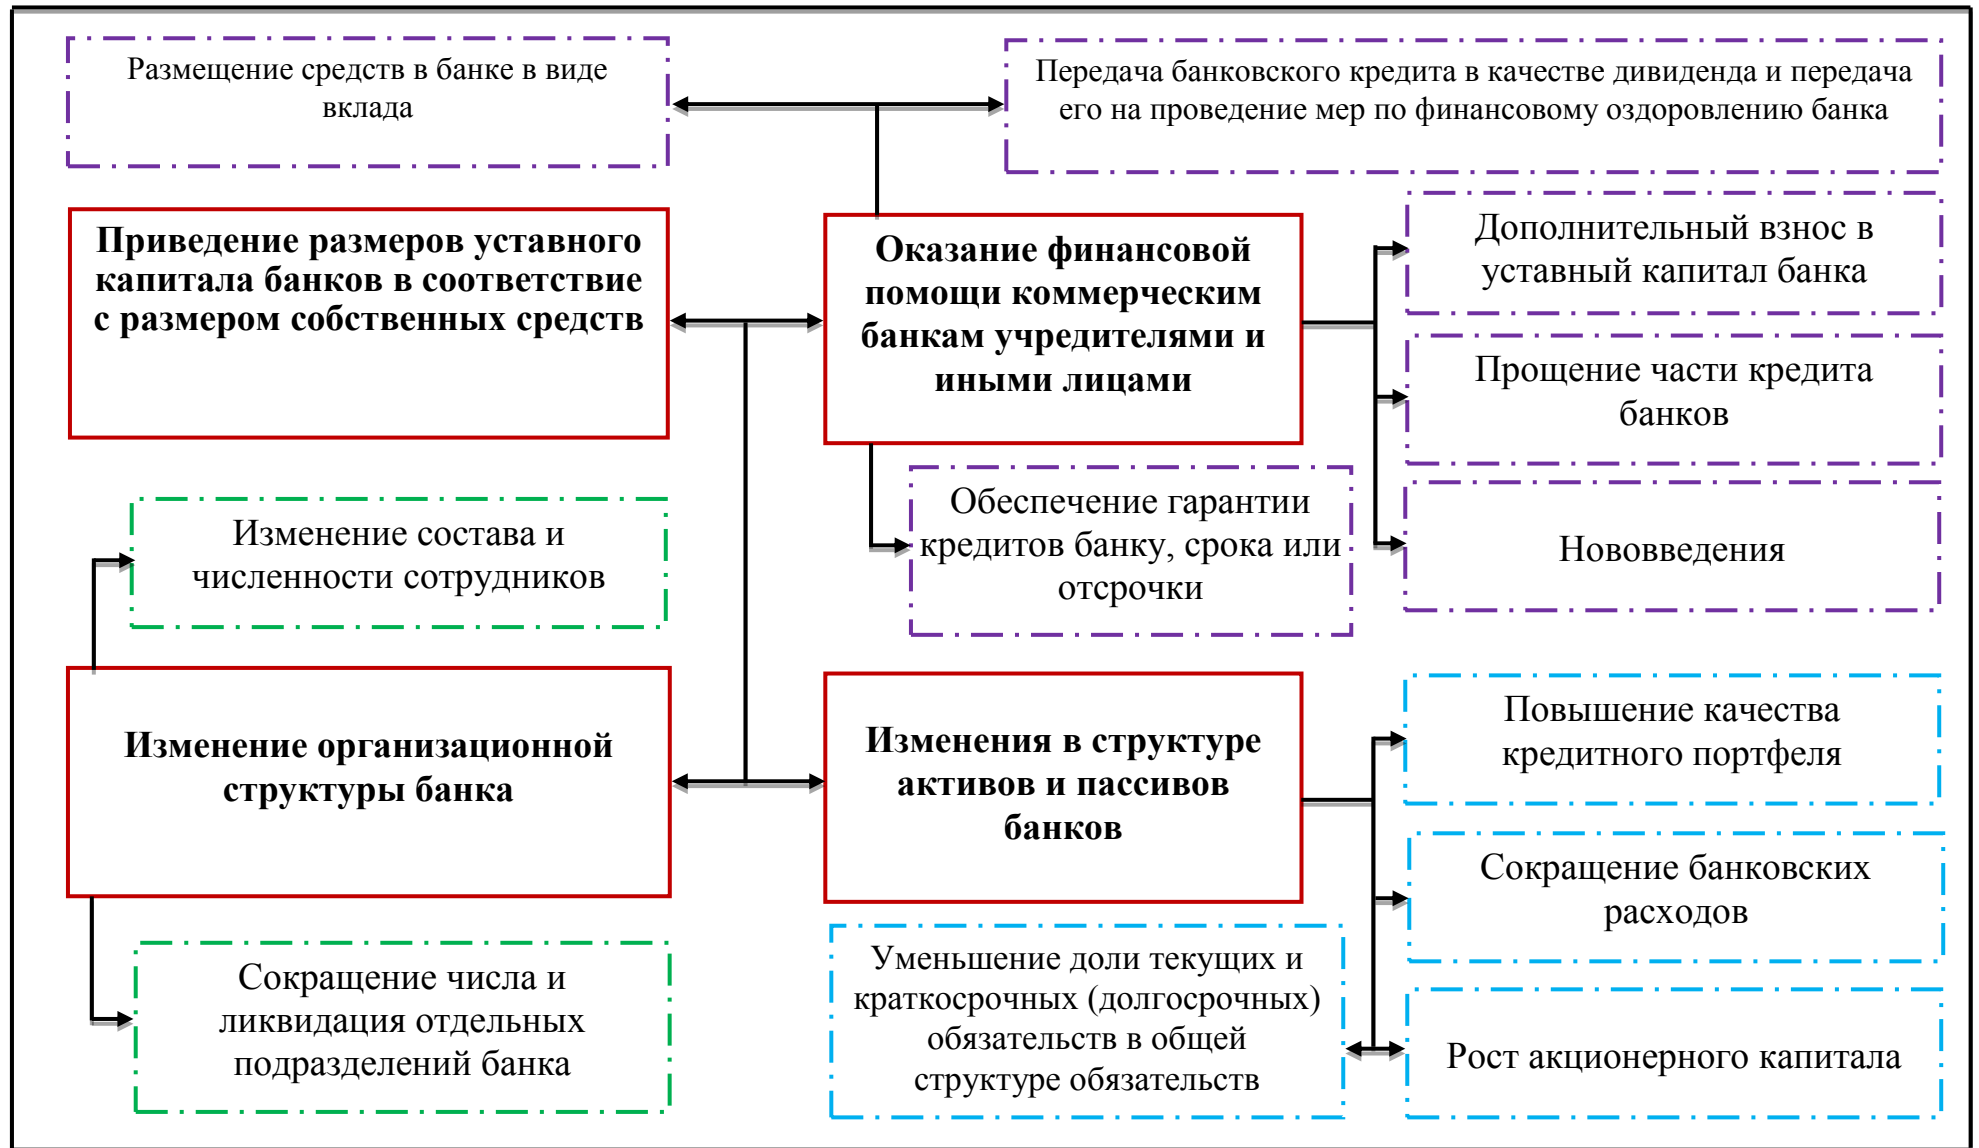 Размещение средств в банке в виде
вклада
Передача банковского кредита в качестве дивиденда и передача
его на проведение мер по финансовому оздоровлению банка
Приведение размеров уставного
капитала банков в соответствие
с размером собственных средств
Оказание финансовой
помощи коммерческим
банкам учредителями и
иными лицами
Дополнительный взнос в
уставный капитал банка
Прощение части кредита
банков
Нововведения
Обеспечение гарантии
кредитов банку, срока или
отсрочки
Изменение состава и
численности сотрудников
Изменение организационной
структуры банка
Изменения в структуре
активов и пассивов
банков
Повышение качества
кредитного портфеля
Сокращение банковских
расходов
Рост акционерного капитала
Уменьшение доли текущих и
краткосрочных (долгосрочных)
обязательств в общей
структуре обязательств
Сокращение числа и
ликвидация отдельных
подразделений банка